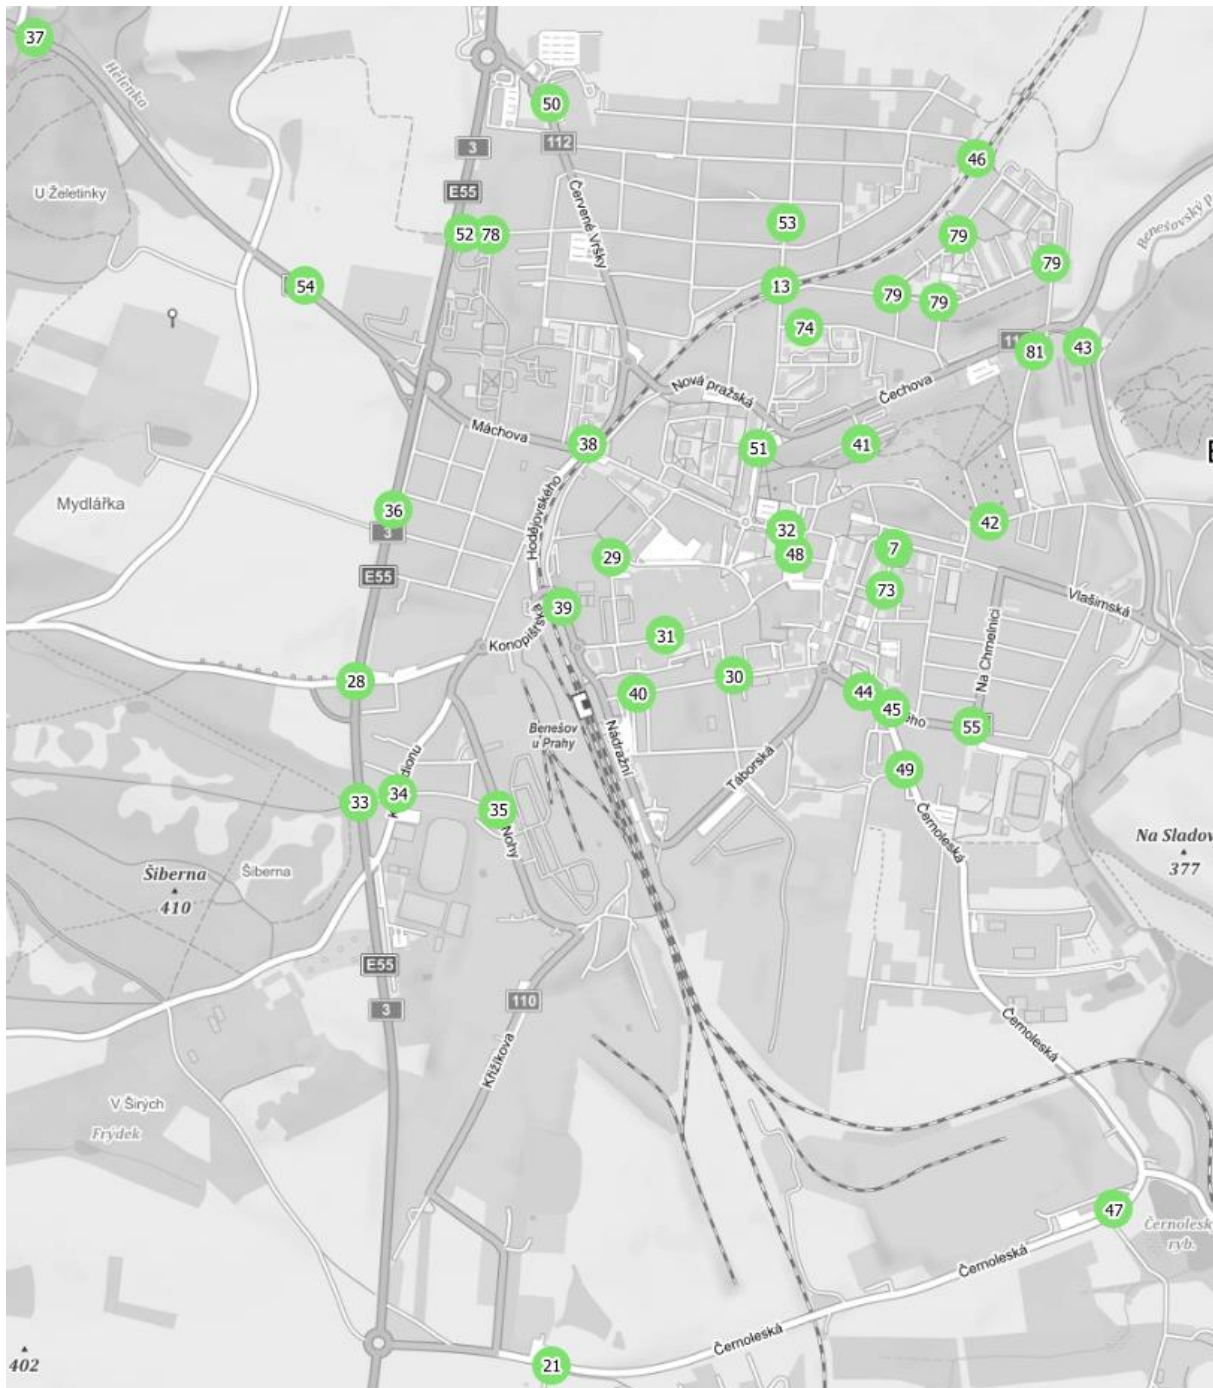 37
Helenka
50
3
112
46
U Želetinky
E55
Červené Vršky
53
52
78
79
79
54
13
79
79
74
43
81
Nová pražská
Čechova
Máchova
38
51
41
Mydlářka
36
Hodějovského
42
32
3
7
29
48
E55
73
Vlašimská
39
31
Konopišťská
Na Chmelnici
28
30
40
44
45
55
Benešov
u Prahy
Nádražní
Táborská
49
34
33
35
Nohy
Černoleská
Na Sladov
377
Šiberna
410
Šiberna
E55
3
110
Černoleská
Křižíkova
V Širých
Frýdek
47
Černolesk
ryb.
Černoleská
Černoleská
402
21